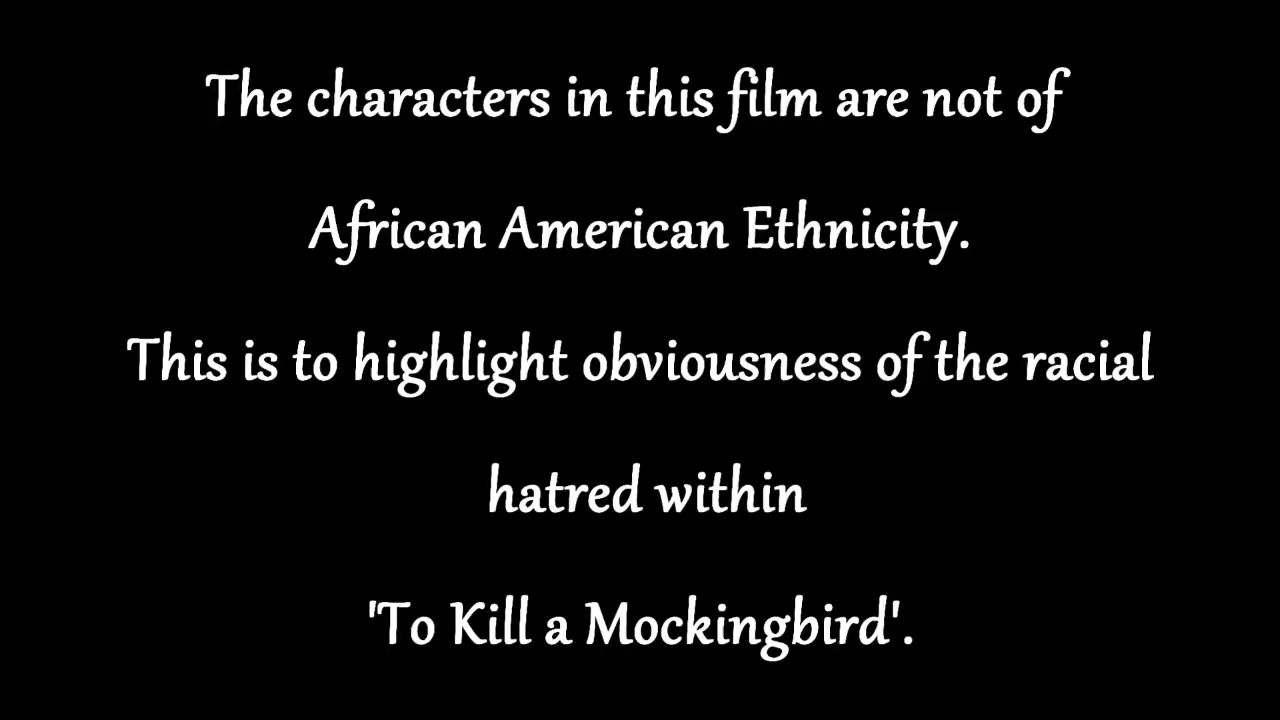 The characters in this film are not of
African American Ethnicity.
This is to highlight obviousness of the racial
hatred within
'To Kill a Mockingbird'.